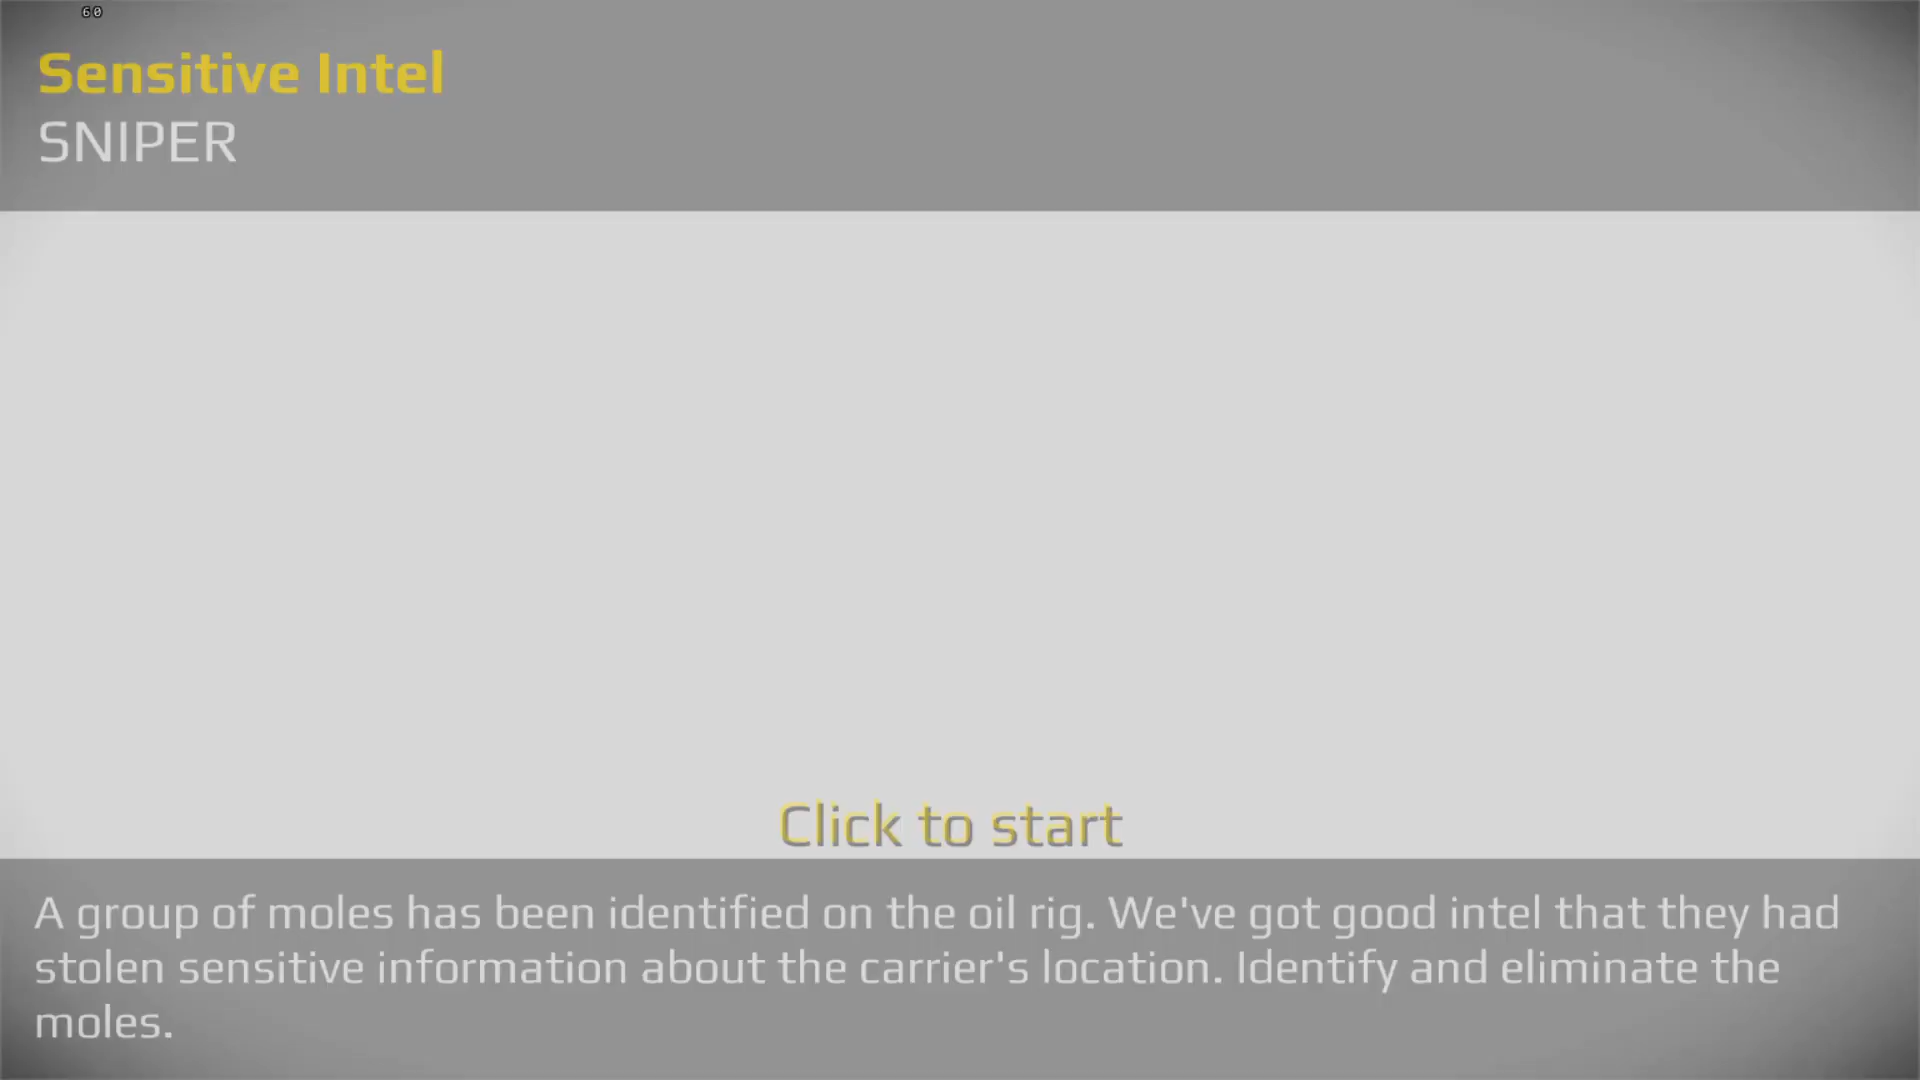 60
Sensitive Intel
SNIPER
Click to start
A group of moles has been identified on the oil rig. We've got good intel that they had
stolen sensitive information about the carrier's location. Identify and eliminate the
moles.